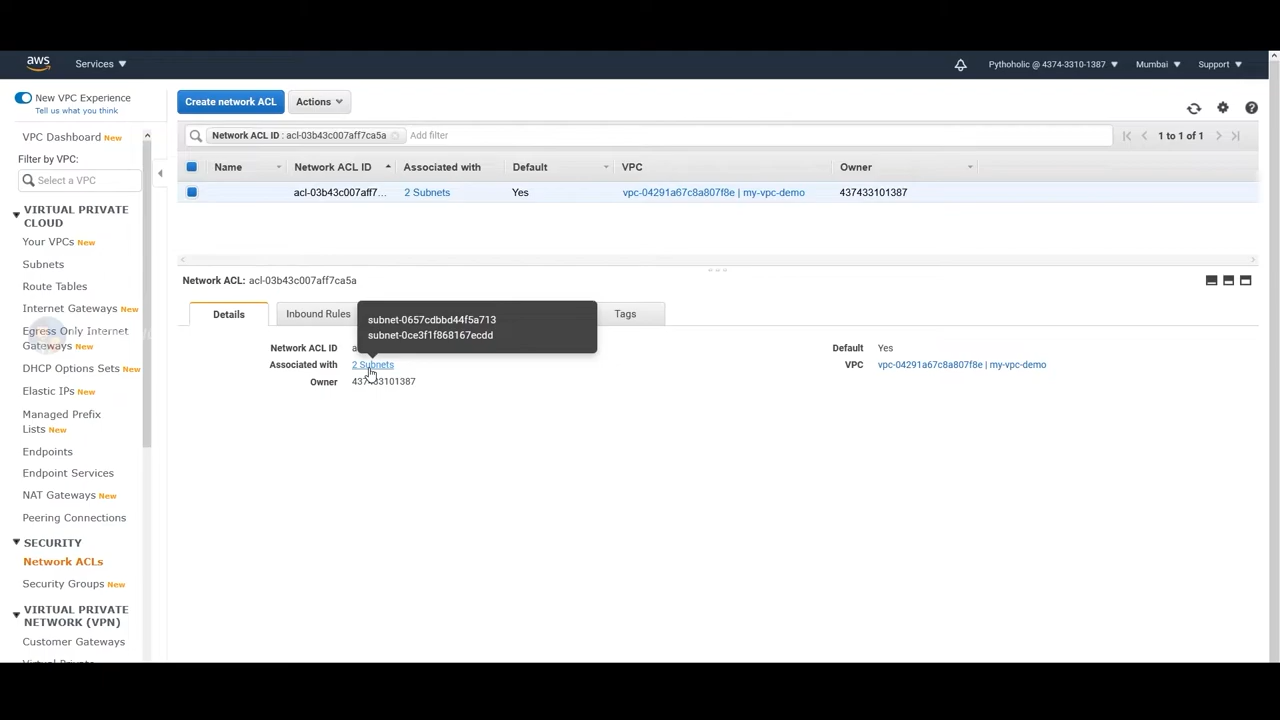 aws
Services
Pythoholic @ 4374-3310-1387
Mumbai
Support
New VPC Experience
Tell us what you think
VPC Dashboard New
Filter by VPC:
Select a VPC
VIRTUAL PRIVATE
CLOUD
Your VPCs New
Subnets
Route Tables
Internet Gateways New
Egress Only Internet
Gateways New
DHCP Options Sets New
Elastic IPs New
Managed Prefix
Lists New
Endpoints
Endpoint Services
NAT Gateways New
Peering Connections
SECURITY
Network ACLs
Security Groups New
VIRTUAL PRIVATE
NETWORK (VPN)
Customer Gateways
Virtual Private
Create network ACL
Actions
Network ACL ID : acl-03b43c007aff7ca5a
Add filter
1 to 1 of 1
Name
Network ACL ID
Associated with
Default
VPC
Owner
acl-03b43c007aff7...
2 Subnets
Yes
vpc-04291a67c8a807f8e | my-vpc-demo
437433101387
Network ACL: acl-03b43c007aff7ca5a
Details
Inbound Rules
Tags
subnet-0657cdbbd44f5a713
subnet-0ce3f1f868167ecdd
Network ACL ID
Associated with 2 Subnets
Owner 437433101387
Default Yes
VPC vpc-04291a67c8a807f8e | my-vpc-demo